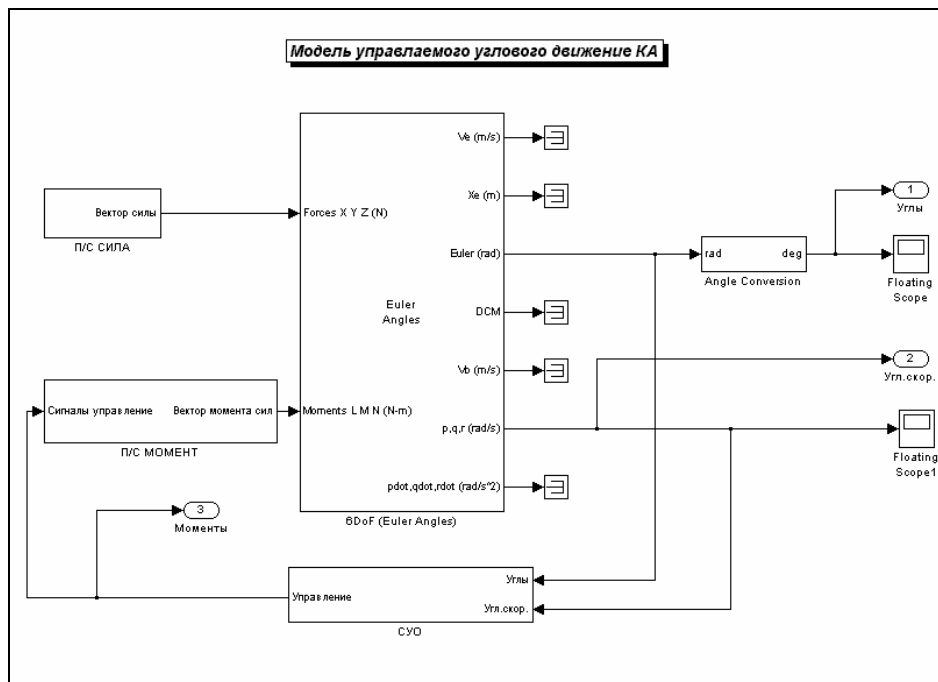 Модель управлаемого углового движение КА
Ve (m/s)
Xe (m)
1
Углы
Вектор силы
Forces X Y Z (N)
П/С СИЛА
Euler (rad)
rad
deg
Angle Conversion
Floating
Scope
Euler
Angles
DCM
Vb (m/s)
2
Угл.скор.
Сигналы управление
Вектор момента сил
Moments L M N (N-m)
П/С МОМЕНТ
p,q,r (rad/s)
Floating
Scope1
pdot,qdot,rdot (rad/s^2)
3
Моменты
6DoF (Euler Angles)
Углы
Управление
Угл.скор.
СУО